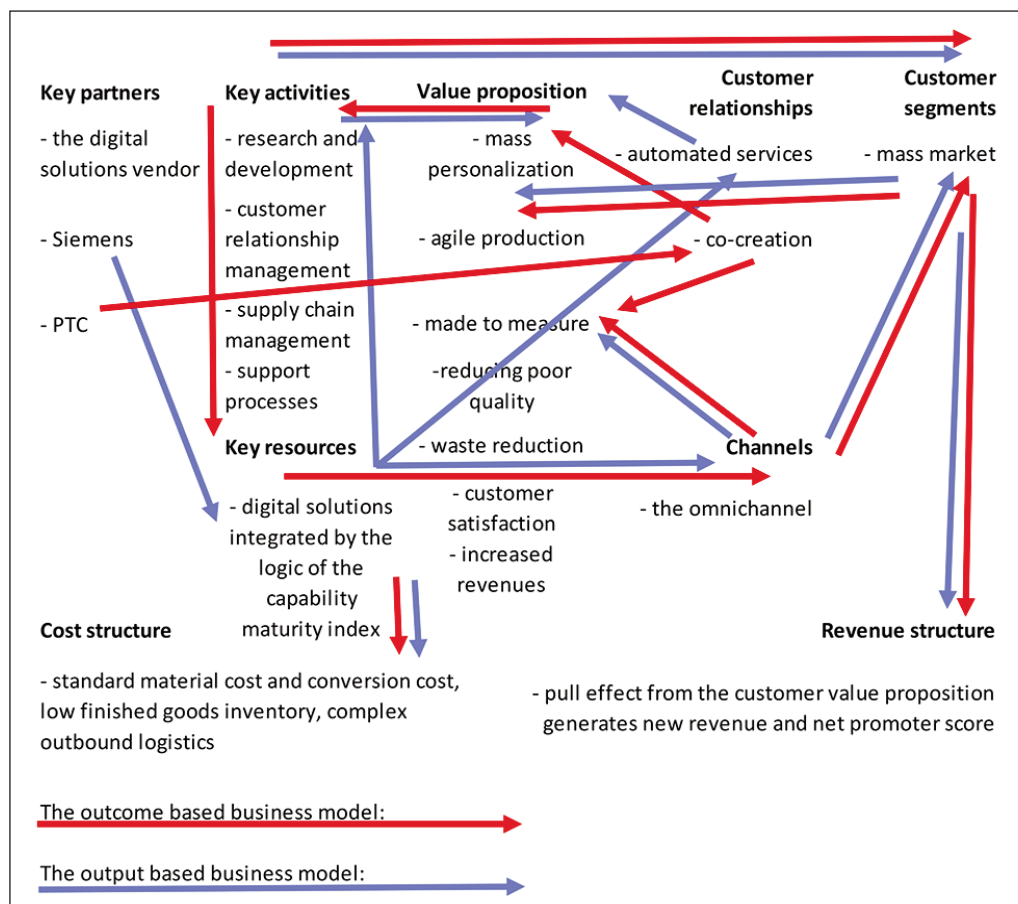 Key partners
- the digital
solutions vendor
- Siemens
- PTC
Key activities
- research and
development
- customer
relationship
management
- supply chain
management
- support
processes
Key resources
- digital solutions
integrated by the
logic of the
capability
maturity index
Value proposition
- mass
personalization
- agile production
- made to measure
-reducing poor
quality
- waste reduction
- customer
satisfaction
- increased
revenues
Customer
relationships
- automated services
- co-creation
Channels
- the omnichannel
Customer
segments
- mass market
Cost structure
- standard material cost and conversion cost,
low finished goods inventory, complex
outbound logistics
Revenue structure
- pull effect from the customer value proposition
generates new revenue and net promoter score
The outcome based business model:
The output based business model: